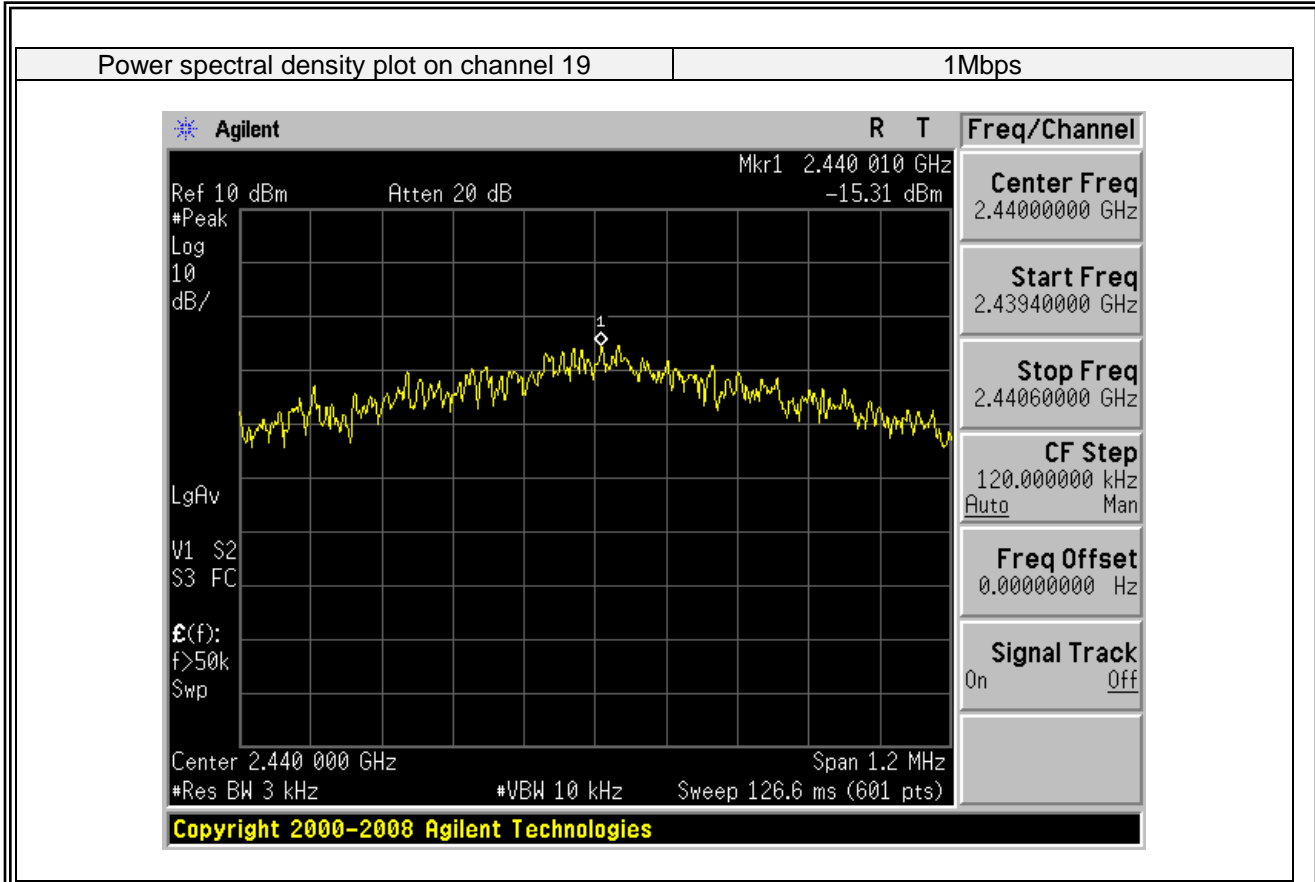 Power spectral density plot on channel 19 1Mbps
Agilent R T Freq/Channel
Mkr1 2.440 010 GHz
Ref 10 dBm Atten 20 dB -15.31 dBm
#Peak
Log
10
dB/
1
LgAv
V1 S2
S3 FC
£(f):
f>50k
Swp
Center 2.440 000 GHz Span 1.2 MHz
#Res BW 3 kHz #VBW 10 kHz Sweep 126.6 ms (601 pts)
Center Freq
2.44000000 GHz
Start Freq
2.43940000 GHz
Stop Freq
2.44060000 GHz
CF Step
120.000000 kHz
Auto Man
Freq Offset
0.00000000 Hz
Signal Track
On Off
Copyright 2000-2008 Agilent Technologies